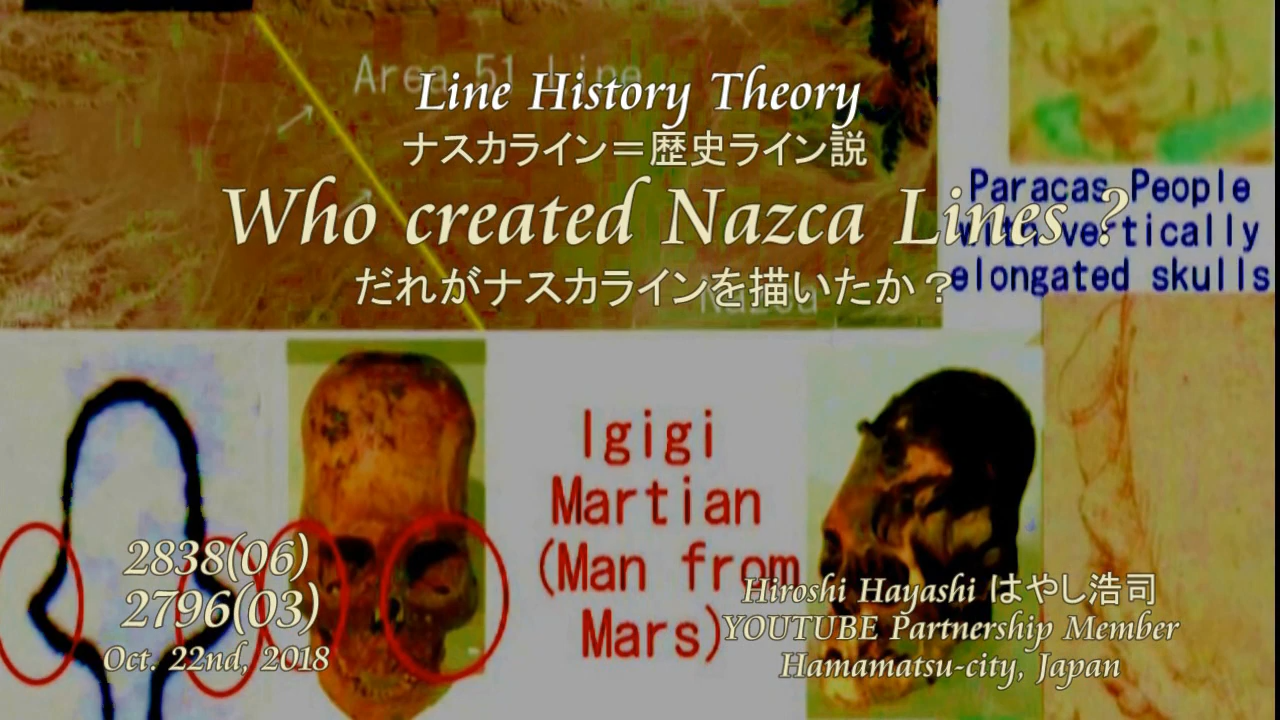 Area 51 Line
Line History Theory
ナスカライン＝歴史ライン説
Who created Nazca Lines ?
だれがナスカラインを描いたか？
Nazca
Paracas People
with vertically
elongated skulls
Igigi
Martian
(Man from
Mars)
2838(06)
2796(03)
Oct. 22nd, 2018
Hiroshi Hayashi はやし浩司
YOUTUBE Partnership Member
Hamamatsu-city, Japan